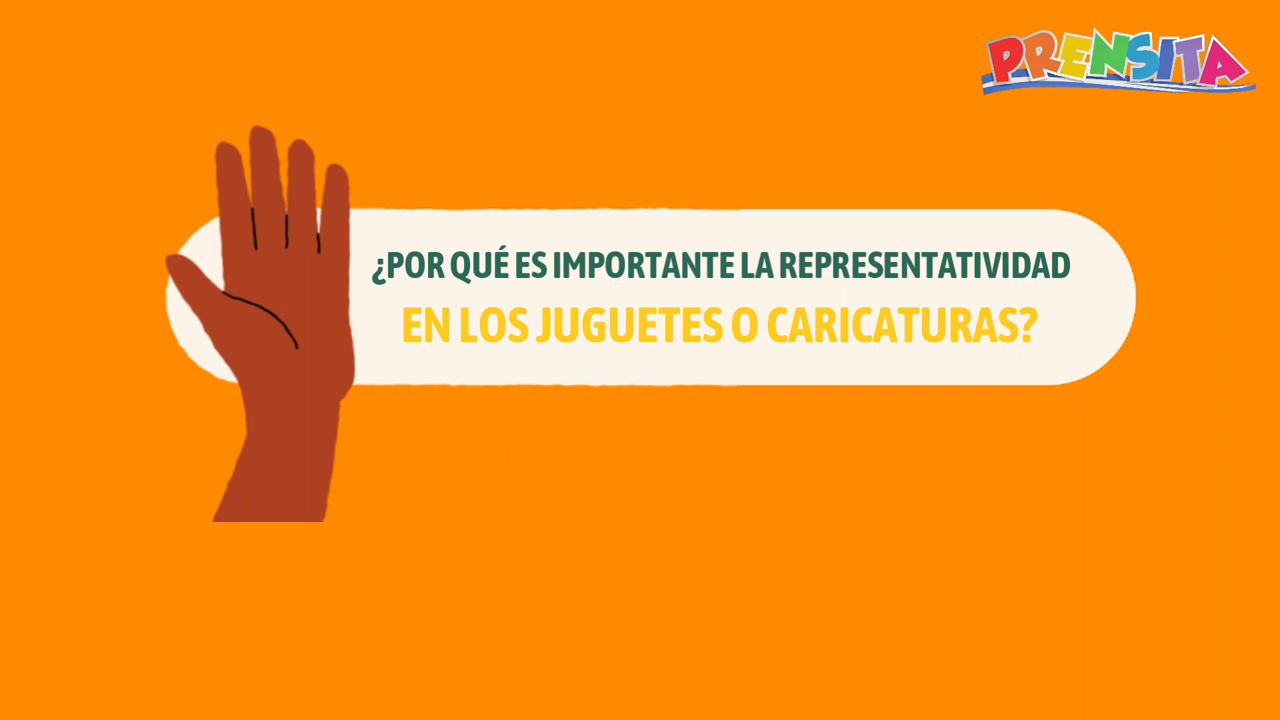 PRENSITA
¿POR QUÉ ES IMPORTANTE LA REPRESENTATIVIDAD
EN LOS JUGUETES O CARICATURAS?